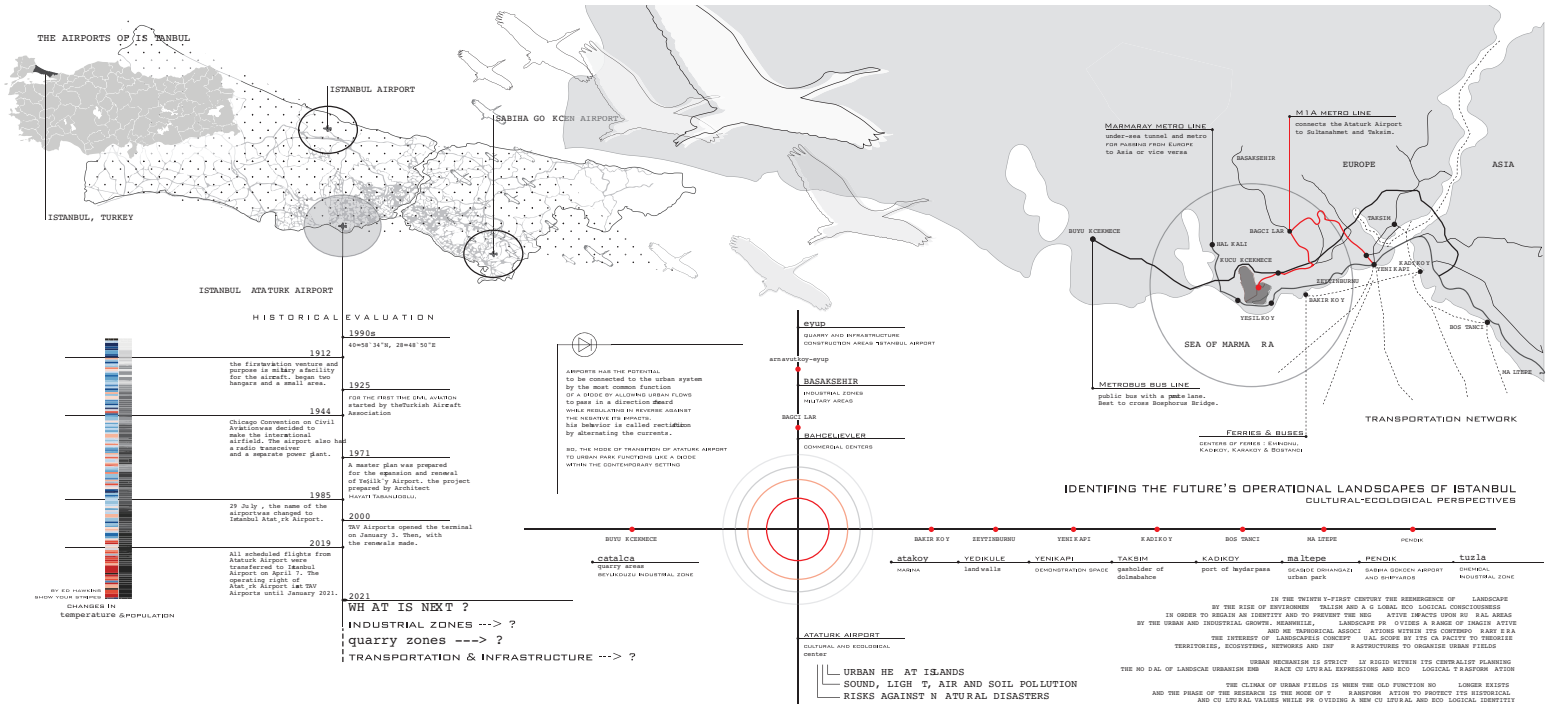 THE AIRPORTS OF IS TANBUL
ISTANBUL, TURKEY
ISTANBUL AIRPORT
SABIHA GO KCEN AIRPORT
ISTANBUL ATATURK AIRPORT
HISTORICAL EVALUATION
1990s
40=58'34"N, 28=48'50"E
1912
the first aviation venture and
purpose is military a facility
for the aircraft. began two
hangars and a small area.
1925
FOR THE FIRST TIME CIVIL AVIATION
started by the Turkish Aircraft
Association
1944
Chicago Convention on Civil
Aviation was decided to
make the international
airfield. The airport also had
a radio transceiver
and a separate power plant.
1971
A master plan was prepared
for the expansion and renewal
of Yeşilk~y Airport. the project
prepared by Architect
HAYATI TABANLIOGLU.
1985
29 July , the name of the
airport was changed to
Istanbul Atat,rk Airport.
2000
TAV Airports opened the terminal
on January 3. Then, with
the renewals made.
2019
All scheduled flights from
Ataturk Airport were
transferred to Istanbul
Airport on April 7. The
operating right of
Atat,rk Airport is at TAV
Airports until January 2021.
2021
WHAT IS NEXT ?
INDUSTRIAL ZONES ---> ?
quarry zones ---> ?
TRANSPORTATION & INFRASTRUCTURE ---> ?
BY ED HAWKINS
SHOW YOUR STRIPES
CHANGES IN
temperature & POPULATION
AIRPORTS HAS THE POTENTIAL
to be connected to the urban system
by the most common function
OF A DIODE BY ALLOWING URBAN FLOWS
to pass in a direction
WHILE REGULATING IN REVERSE AGAINST
THE NEGATIVE ITS IMPACTS.
his behavior is called rectification
by alternating the currents.
SO, THE MODE OF TRANSITION OF ATATURK AIRPORT
TO URBAN PARK FUNCTIONS LIKE A DIODE
WITHIN THE CONTEMPORARY SETTING
eyup
QUARRY AND INFRASTRUCTURE
CONSTRUCTION AREAS "ISTANBUL AIRPORT
arnavutkoy-eyup
BASAKSEHIR
INDUSTRIAL ZONES
MILITARY AREAS
BAGCI LAR
BAHCELIEVLER
COMMERCIAL CENTERS
BUYU KCEKMECE
catalca
quarry areas
BEYLIKDUZU INDUSTRIAL ZONE
BAKIR KO Y
ZEYTINBURNU
YENI KAPI
KADIKO Y
BOS TANCI
MA LTEPE
PENDIK
atakoy
MARINA
YEDIKULE
land walls
YENIKAPI
DEMONSTRATION SPACE
TAKSIM
gasholder of
dolmabahce
KADIKOY
port of haydarpasa
maltepe
SEASIDE ORHANGAZI
urban park
PENDIK
SABIHA GOKCEN AIRPORT
AND SHIPYARDS
tuzla
CHEMICAL
INDUSTRIAL ZONE
ATATURK AIRPORT
CULTURAL AND ECOLOGICAL
center
URBAN HE AT ISLANDS
SOUND, LIGH T, AIR AND SOIL POLLUTION
RISKS AGAINST N ATURAL DISASTERS
MARMARAY METRO LINE
under-sea tunnel and metro
FOR PASSING FROM EUROPE
to Asia or vice versa
M1A METRO LINE
connects the Ataturk Airport
to Sultanahmet and Taksim.
BASAKSEHIR
EUROPE
ASIA
TAKSIM
BUYU KCEKMECE
HAL KALI
BAGCI LAR
KUCU KCEKMECE
YENI KAPI
KADI KO Y
ZEYTINBURNU
BAKIR KO Y
YESIL KO Y
BOS TANCI
SEA OF MARMA RA
MA LTEPE
METROBUS BUS LINE
public bus with a private lane.
Best to cross Bosphorus Bridge.
TRANSPORTATION NETWORK
FERRIES & BUSES
CENTERS OF FERIES : EMINONU,
KADIKOY, KARAKOY & BOSTANCI
IDENTIFING THE FUTURE'S OPERATIONAL LANDSCAPES OF ISTANBUL
CULTURAL-ECOLOGICAL PERSPECTIVES
IN THE TWINTH Y-FIRST CENTURY THE REEMERGENCE OF LANDSCAPE
BY THE RISE OF ENVIRONMEN TALISM AND A G LOBAL ECO LOGICAL CONSCIOUSNESS
IN ORDER TO REGAIN AN IDENTITY AND TO PREVENT THE NEG ATIVE IMPACTS UPON RU RAL AREAS
BY THE URBAN AND INDUSTRIAL GROWTH. MEANWHILE, LANDSCAPE PR OVIDES A RANGE OF IMAGIN ATIVE
AND ME TAPHORICAL ASSOCI ATIONS WITHIN ITS CONTEMPO RARY ERA
THE INTEREST OF LANDSCAPEIS CONCEPT UAL SCOPE BY ITS CA PACITY TO THEORIZE
TERRITORIES, ECOSYSTEMS, NETWORKS AND INF RASTRUCTURES TO ORGANISE URBAN FIELDS
URBAN MECHANISM IS STRICT LY RIGID WITHIN ITS CENTRALIST PLANNING
THE MO DAL OF LANDSCAE URBANISM EMB RACE CU LTURAL EXPRESSIONS AND ECO LOGICAL T RASFORM ATION
THE CLIMAX OF URBAN FIELDS IS WHEN THE OLD FUNCTION NO LONGER EXISTS
AND THE PHASE OF THE RESEARCH IS THE MODE OF T RANSFORM ATION TO PROTECT ITS HISTORICAL
AND CU LTURAL VALUES WHILE PR OVIDING A NEW CU LTURAL AND ECO LOGICAL IDENTITIY